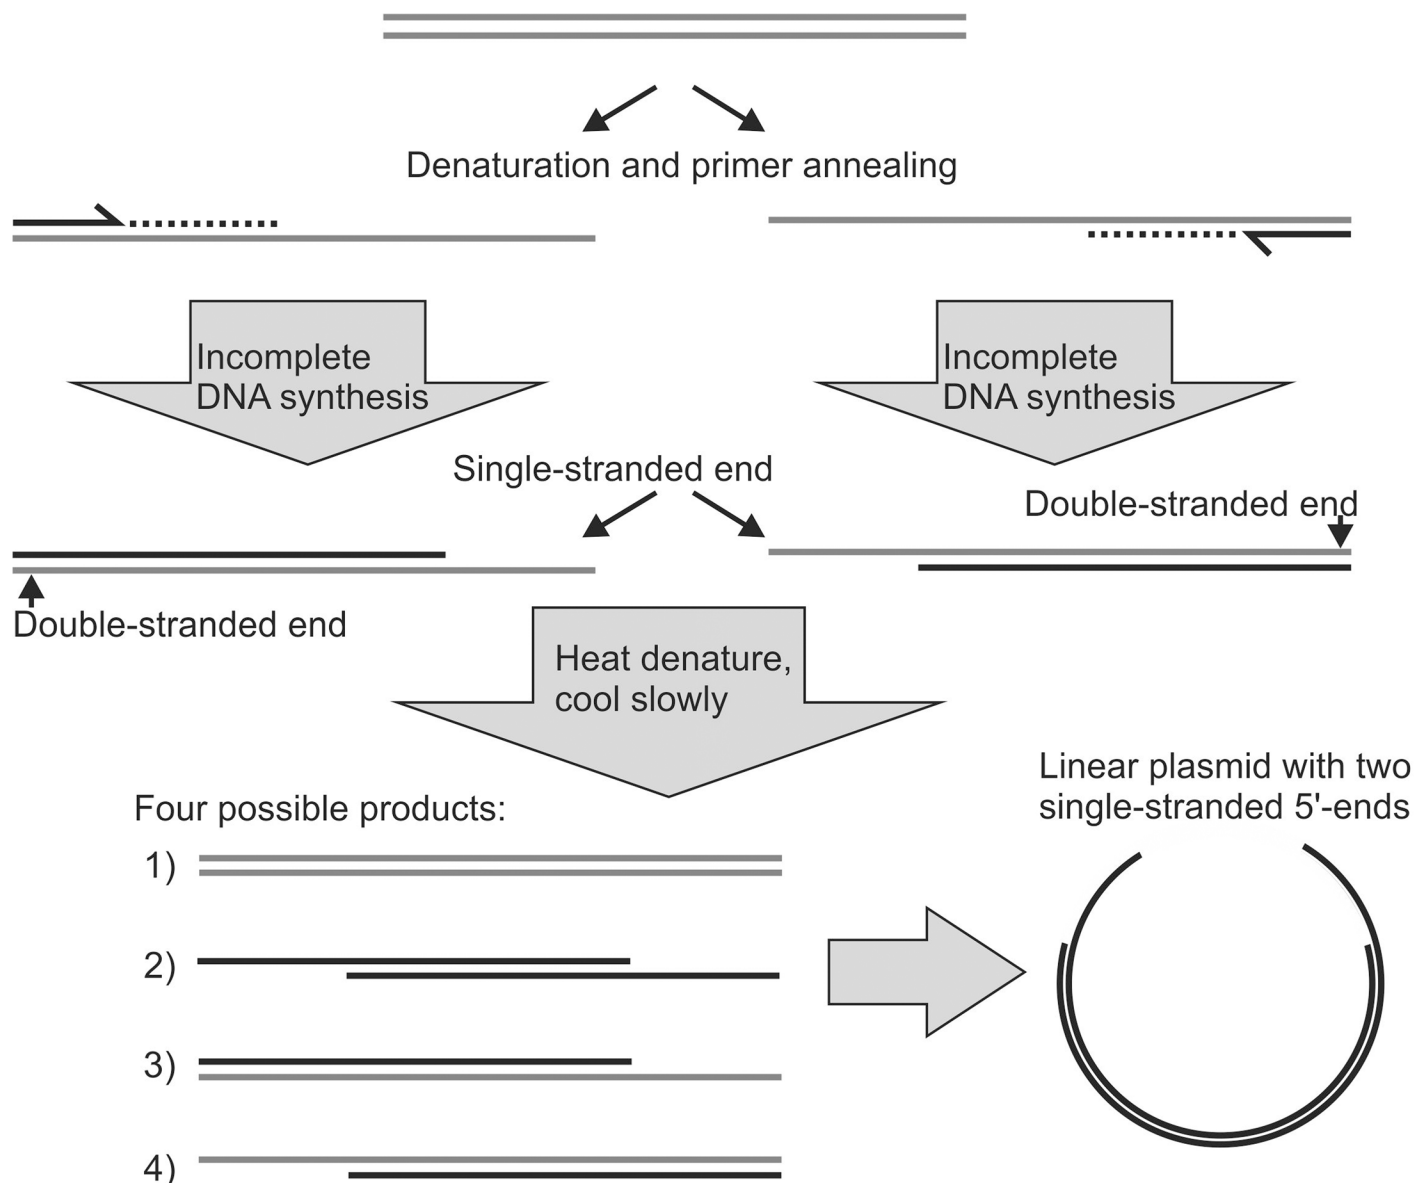 Denaturation and primer annealing
Incomplete
DNA synthesis
Incomplete
DNA synthesis
Single-stranded end
Double-stranded end
Double-stranded end
Heat denature,
cool slowly
Linear plasmid with two
single-stranded 5'-ends
Four possible products:
1)
2)
3)
4)